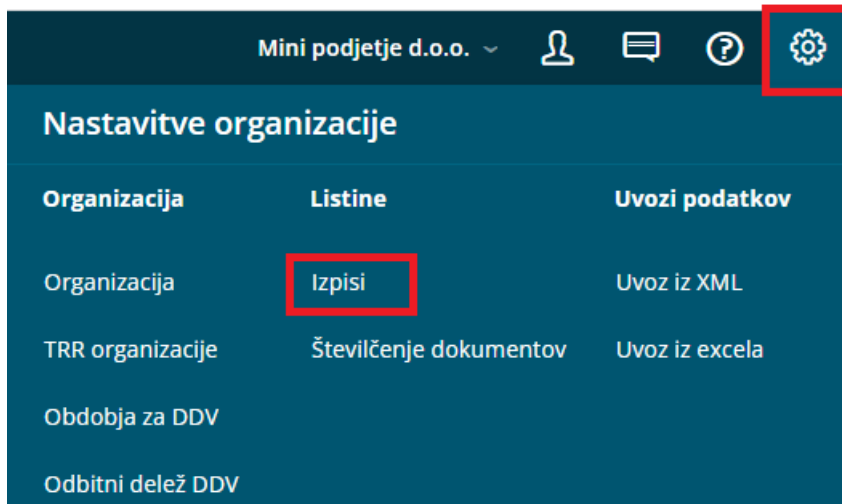 Mini podjetje d.o.o.
Nastavitve organizacije
Organizacija Listine Uvozi podatkov
Organizacija Izpisi Uvoz iz XML
TRR organizacije Številčenje dokumentov Uvoz iz excela
Obdobja za DDV
Odbitni delež DDV